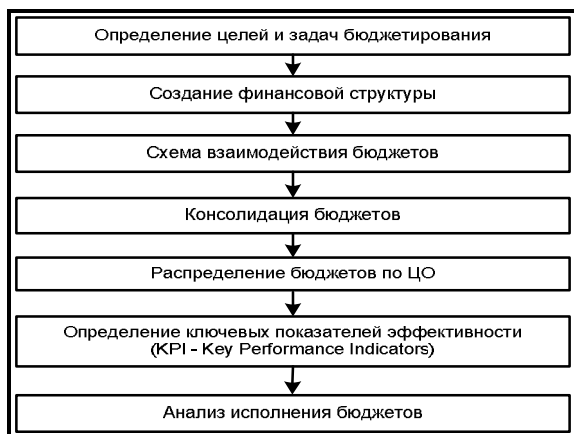 Определение целей и задач бюджетирования
Создание финансовой структуры
Схема взаимодействия бюджетов
Консолидация бюджетов
Распределение бюджетов по ЦО
Определение ключевых показателей эффективности
(KPI - Key Performance Indicators)
Анализ исполнения бюджетов